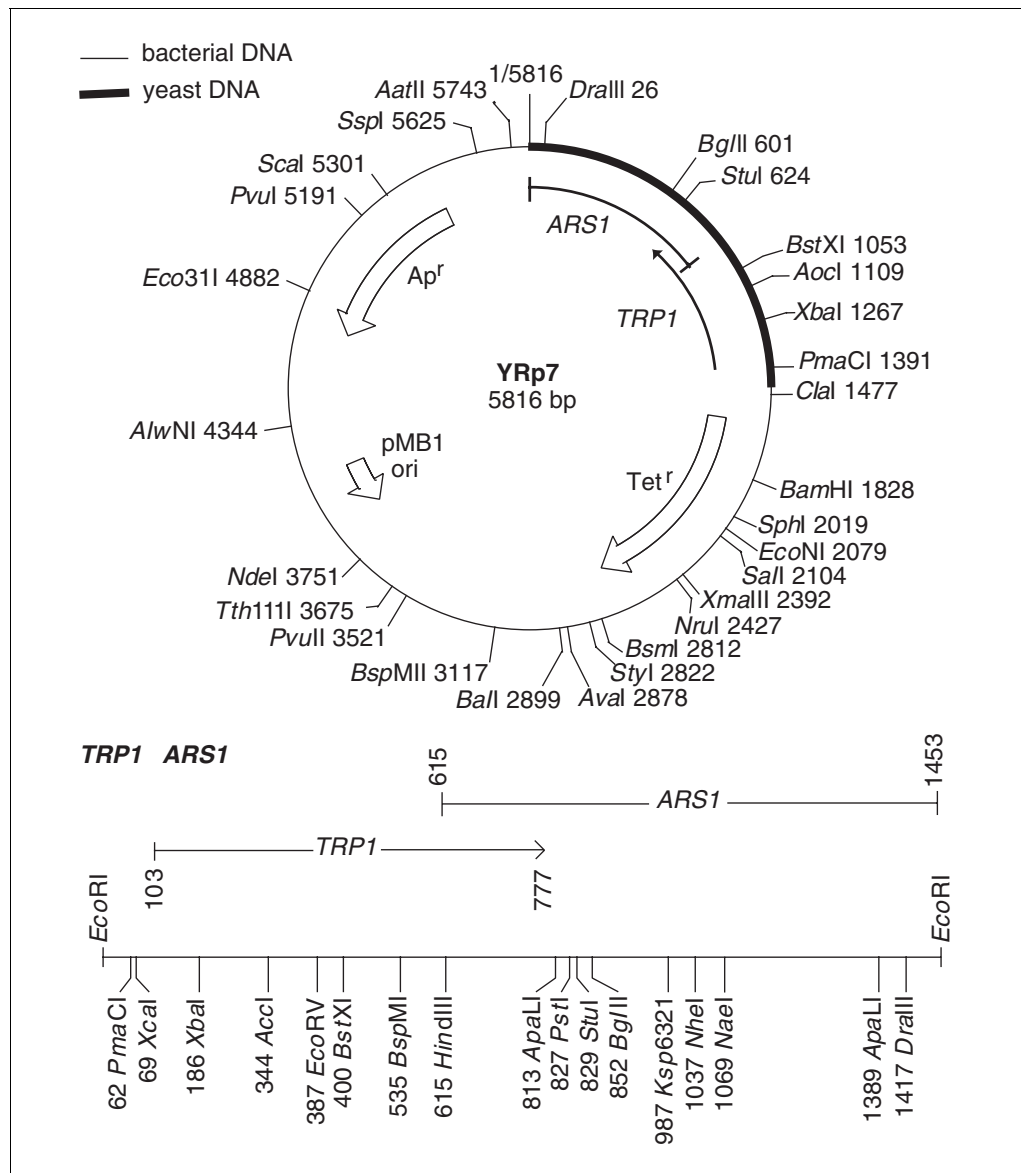 bacterial DNA
yeast DNA
1/5816
AatII 5743
DraIII 26
SspI 5625
BglII 601
ScaI 5301
StuI 624
PvuI 5191
ARS1
BstXI 1053
Apr
AocI 1109
Eco31I 4882
TRP1
XbaI 1267
YRp7
5816 bp
PmaCI 1391
ClaI 1477
AlwNI 4344
pMB1
ori
Tet r
BamHI 1828
SphI 2019
EcoNI 2079
SalI 2104
NdeI 3751
XmaIII 2392
Tth111I 3675
NruI 2427
PvuII 3521
BsmI 2812
BspMII 3117
StyI 2822
BalI 2899
AvaI 2878
TRP1 ARS1
615
1453
ARS1
TRP1
103
777
EcoRI
EcoRI
62 PmaCI
69 XcaI
186 XbaI
344 AccI
387 EcoRV
400 BstXI
535 BspMI
615 HindIII
813 ApaLI
827 PstI
829 StuI
852 BglII
987 Ksp6321
1037 NheI
1069 NaeI
1389 ApaLI
1417 DraIII